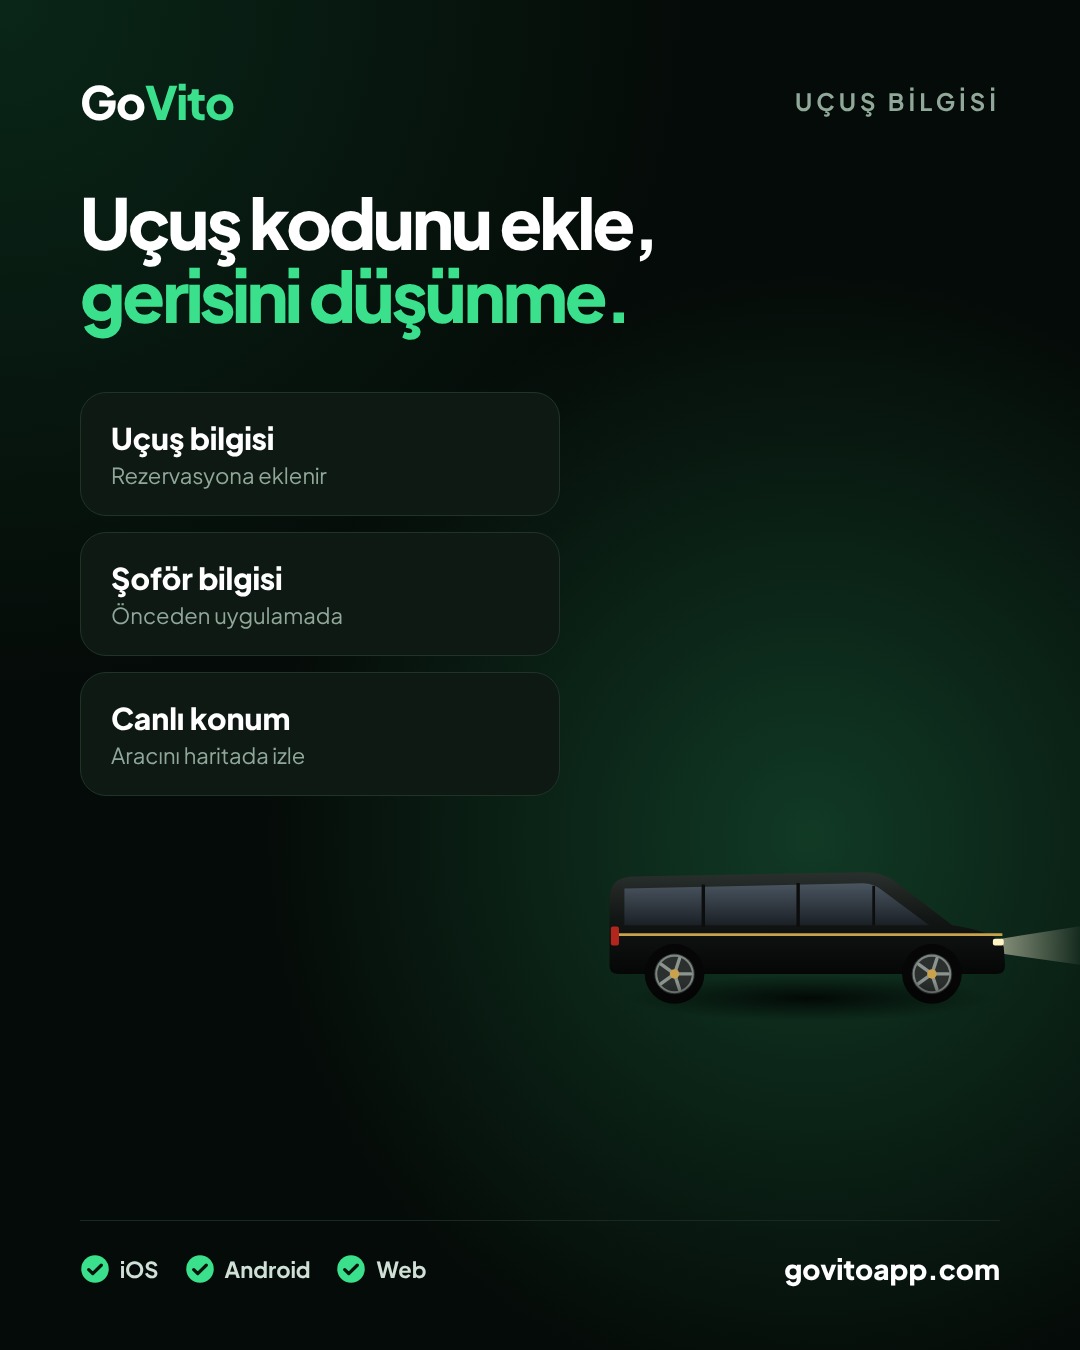 GoVito
UÇUŞ BİLGİSİ
Uçuş kodunu ekle,
gerisini düşünme.
Uçuş bilgisi
Rezervasyona eklenir
Şoför bilgisi
Önceden uygulamada
Canlı konum
Aracını haritada izle
iOS
Android
Web
govitoapp.com